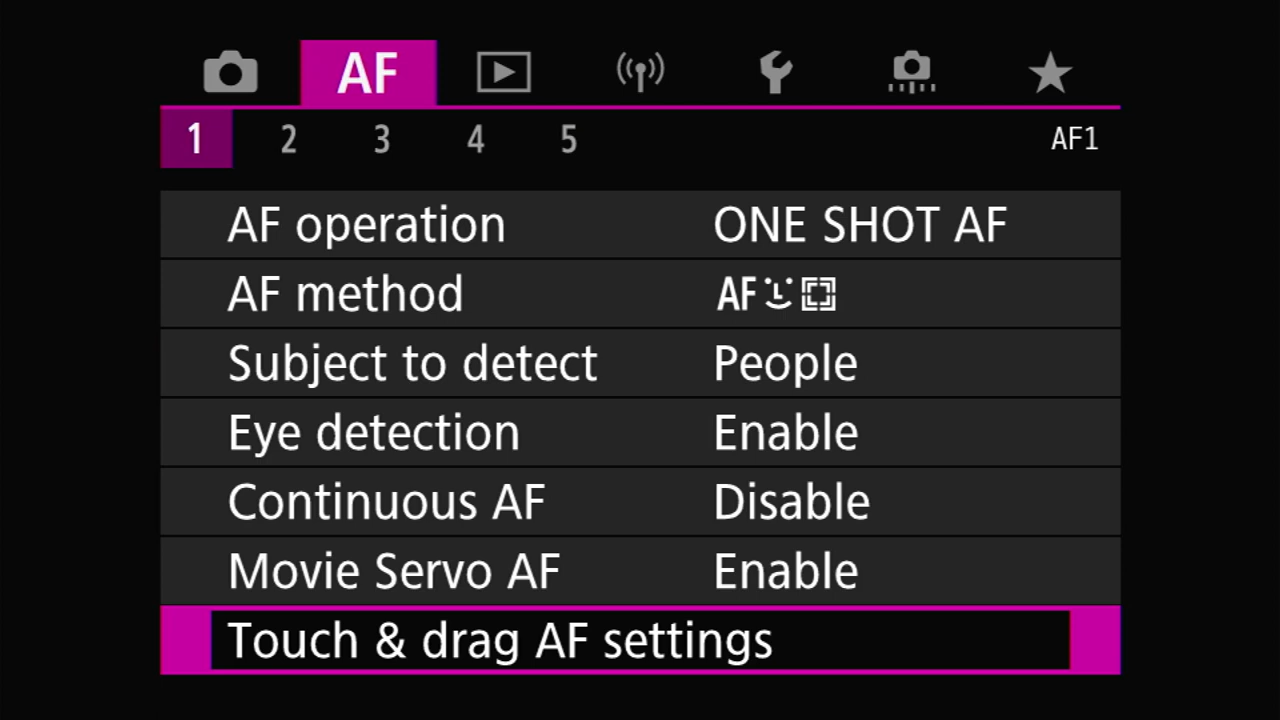 AF
1 2 3 4 5 AF1
AF operation ONE SHOT AF
AF method AF
Subject to detect People
Eye detection Enable
Continuous AF Disable
Movie Servo AF Enable
Touch & drag AF settings